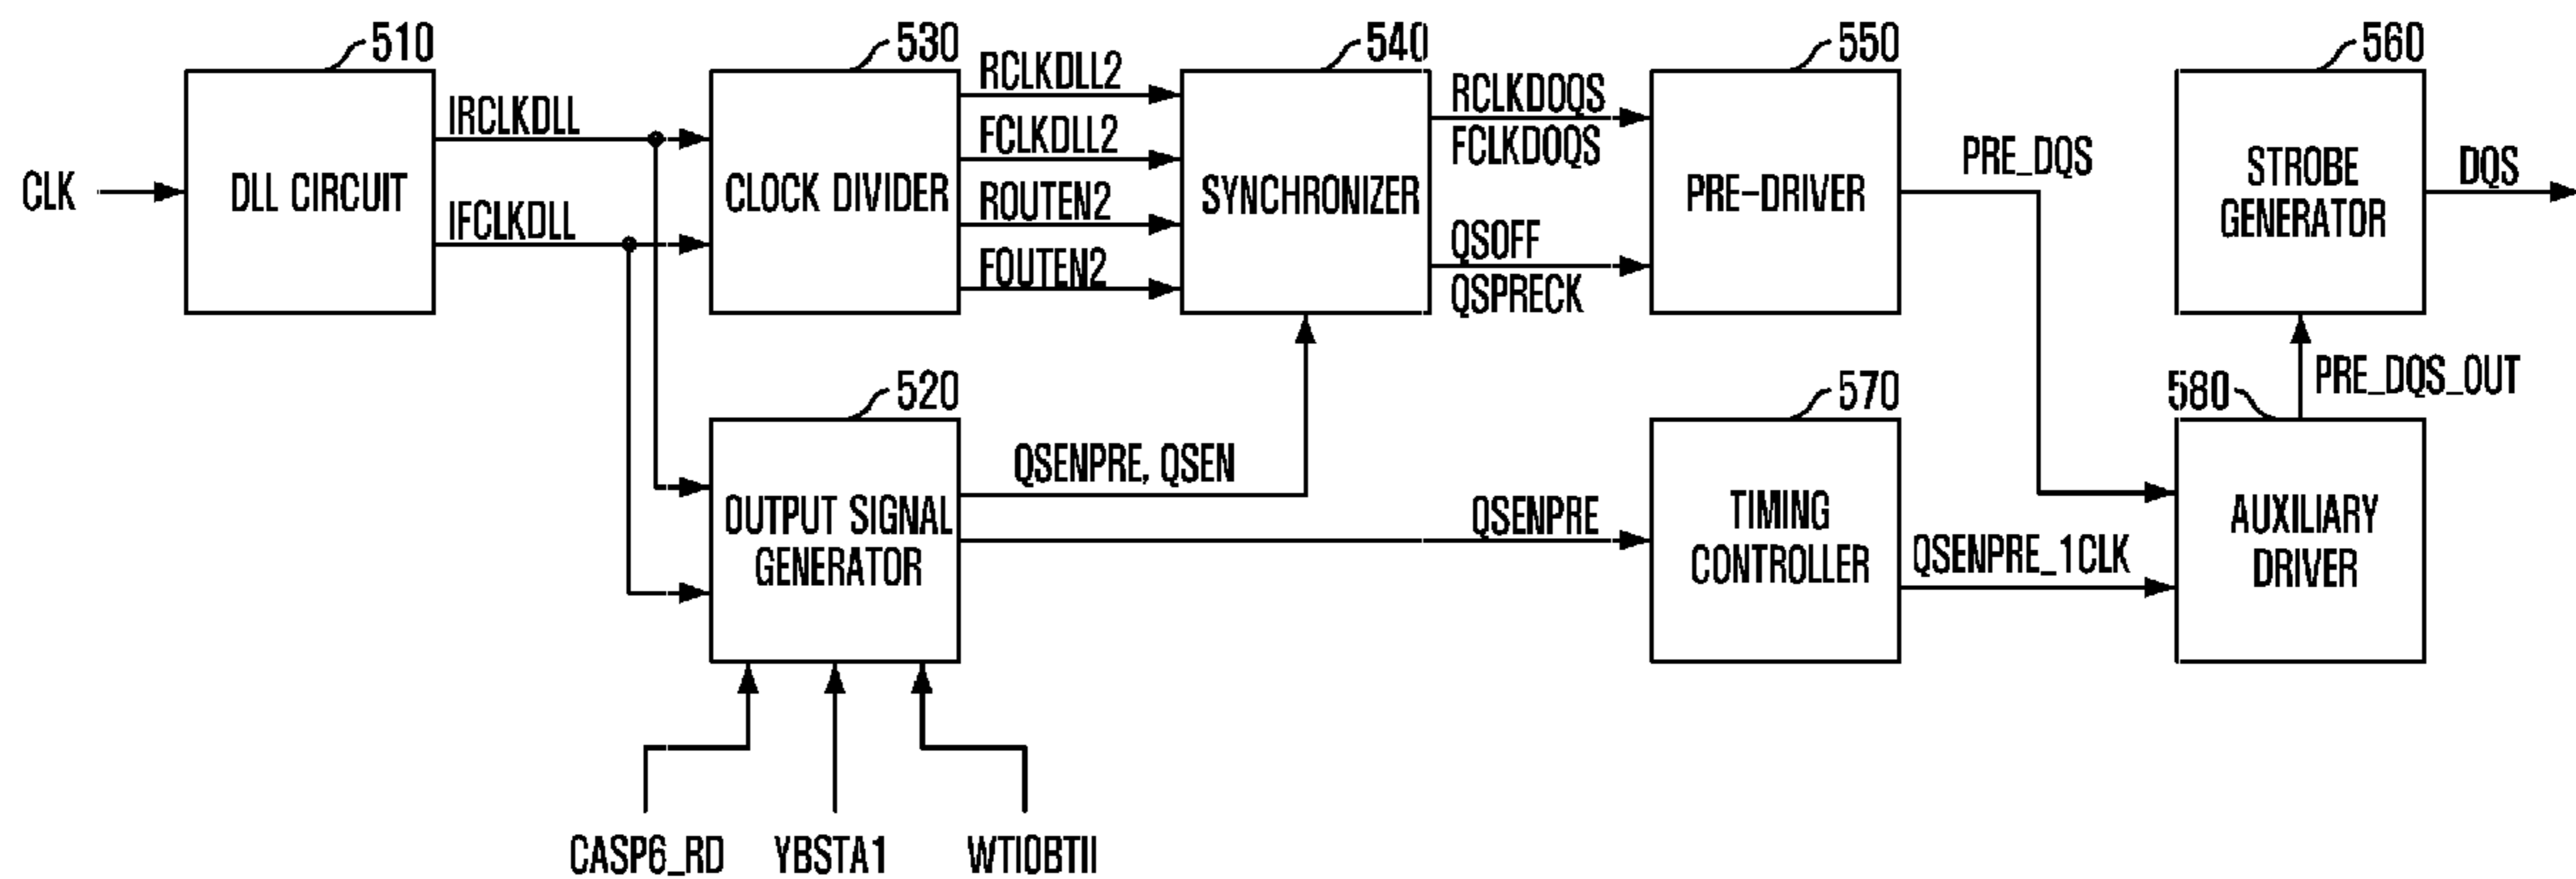 510
530
540
550
560
IRCLKDLL
RCLKDLL2
RCLKDOQS
FCLKDLL2
FCLKDOQS
PRE_DQS
CLK
DLL CIRCUIT
CLOCK DIVIDER
ROUTEN2
SYNCHRONIZER
PRE-DRIVER
STROBE
GENERATOR
DQS
IFCLKDLL
FOUTEN2
QSOFF
QSPRECK
520
570
580
PRE_DQS_OUT
QSENPRE, QSEN
OUTPUT SIGNAL
GENERATOR
QSENPRE
TIMING
CONTROLLER
QSENPRE_1CLK
AUXILIARY
DRIVER
CASP6_RD
YBSTA1
WTIOBTII